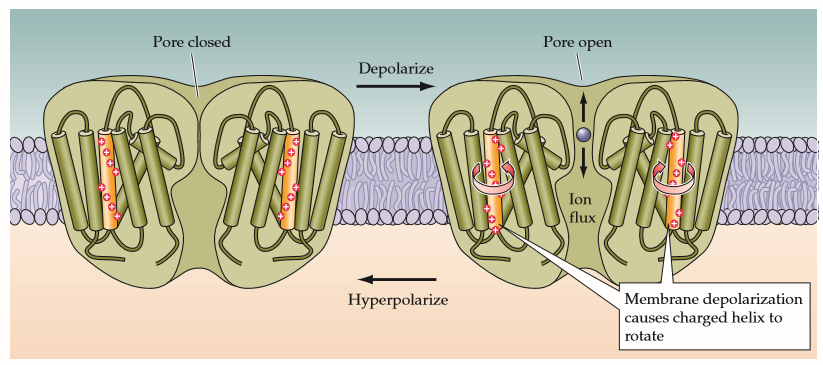 Pore closed
Depolarize
Pore open
Ion
flux
Hyperpolarize
Membrane depolarization
causes charged helix to
rotate